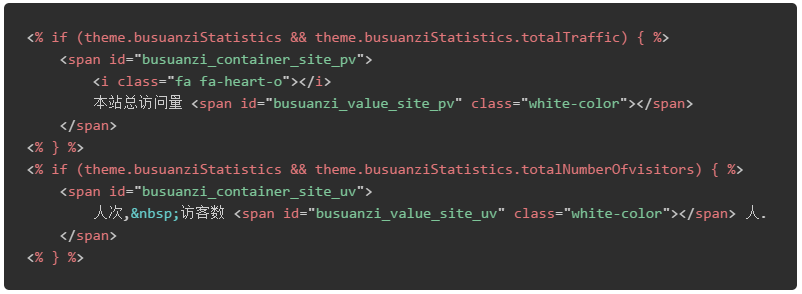 <% if (theme.busuanziStatistics && theme.busuanziStatistics.totalTraffic) { %>
    <span id="busuanzi_container_site_pv">
        <i class="fa fa-heart-o"></i>
        本站总访问量 <span id="busuanzi_value_site_pv" class="white-color"></span>
    </span>
<% } %>
<% if (theme.busuanziStatistics && theme.busuanziStatistics.totalNumberOfvisitors) { %>
    <span id="busuanzi_container_site_uv">
        人次,&nbsp;访客数 <span id="busuanzi_value_site_uv" class="white-color"></span> 人.
    </span>
<% } %>